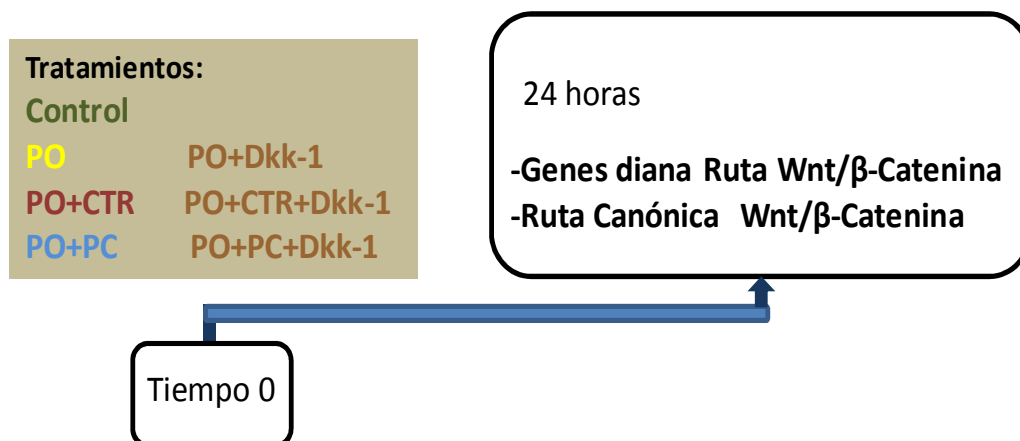 Tratamientos:
Control
PO PO+Dkk-1
PO+CTR PO+CTR+Dkk-1
PO+PC PO+PC+Dkk-1
24 horas
-Genes diana Ruta Wnt/β-Catenina
-Ruta Canónica Wnt/β-Catenina
Tiempo 0